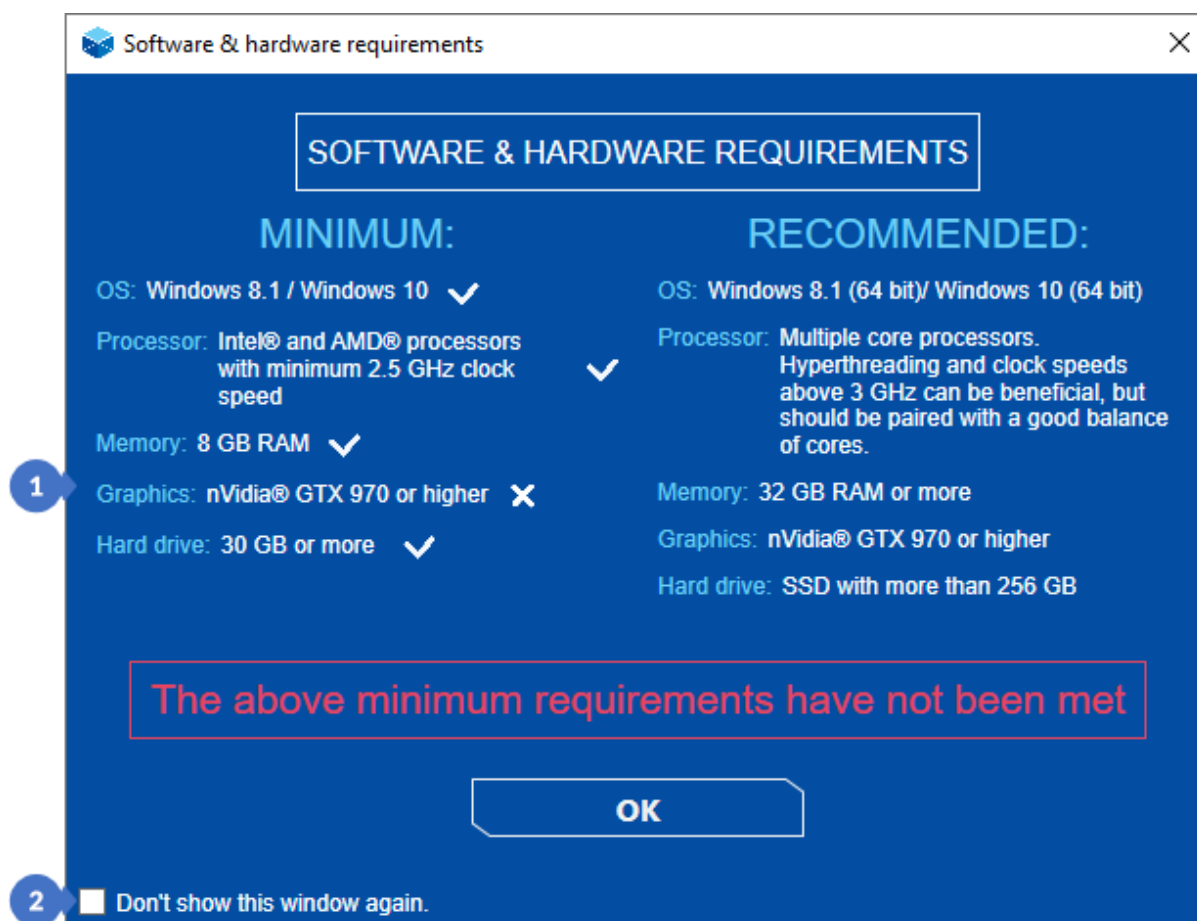 Software & hardware requirements
SOFTWARE & HARDWARE REQUIREMENTS
MINIMUM:
OS: Windows 8.1 / Windows 10
Processor: Intel® and AMD® processors
with minimum 2.5 GHz clock
speed
Memory: 8 GB RAM
1
Graphics: nVidia® GTX 970 or higher
Hard drive: 30 GB or more
RECOMMENDED:
OS: Windows 8.1 (64 bit)/ Windows 10 (64 bit)
Processor: Multiple core processors.
Hyperthreading and clock speeds
above 3 GHz can be beneficial, but
should be paired with a good balance
of cores.
Memory: 32 GB RAM or more
Graphics: nVidia® GTX 970 or higher
Hard drive: SSD with more than 256 GB
The above minimum requirements have not been met
OK
2
Don't show this window again.